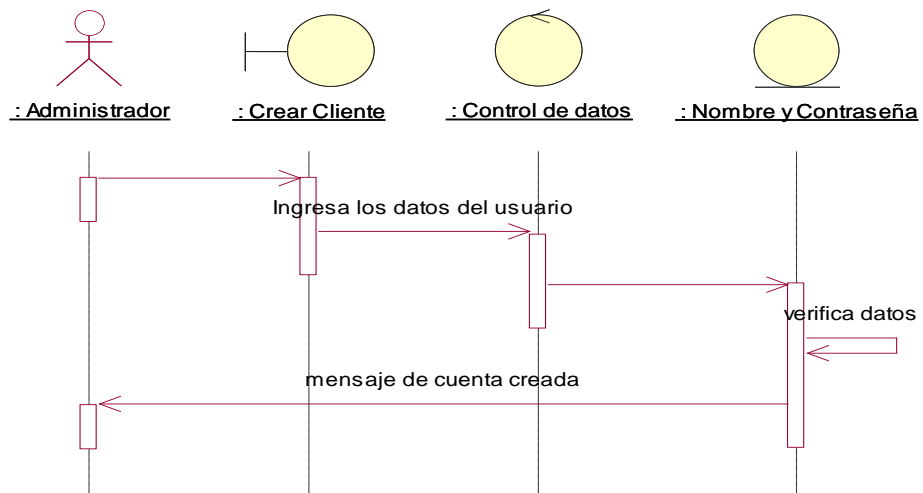 : Administrador
: Crear Cliente
: Control de datos
: Nombre y Contraseña
Ingresa los datos del usuario
verifica datos
mensaje de cuenta creada